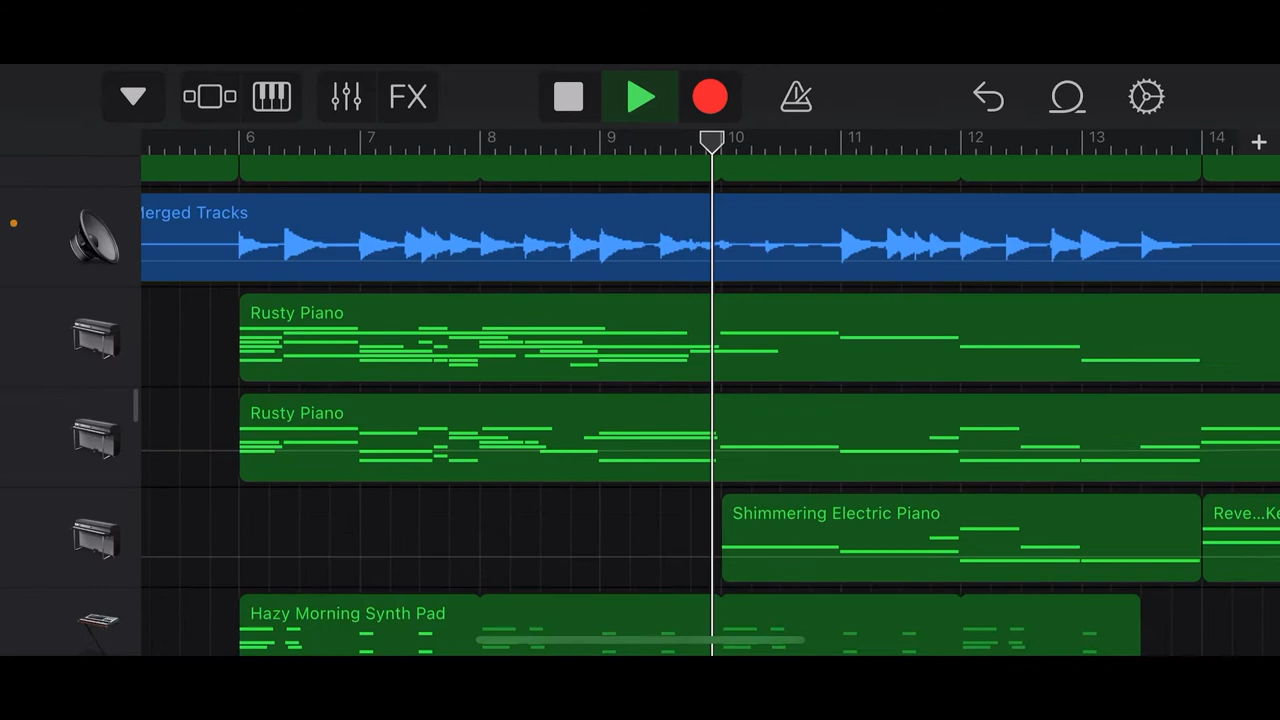 FX
6 7 8 9 10 11 12 13 14
Merged Tracks
Rusty Piano
Rusty Piano
Shimmering Electric Piano
Reve...Ke
Hazy Morning Synth Pad